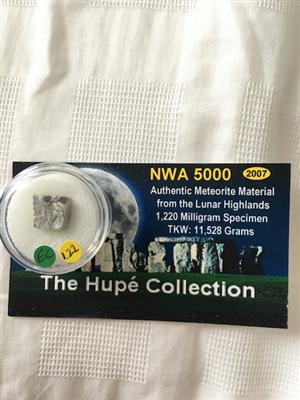 NWA 5000 2007
Authentic Meteorite Material
from the Lunar Highlands
1,220 Milligram Specimen
TKW: 11,528 Grams
EC 1.22
The Hupé Collection